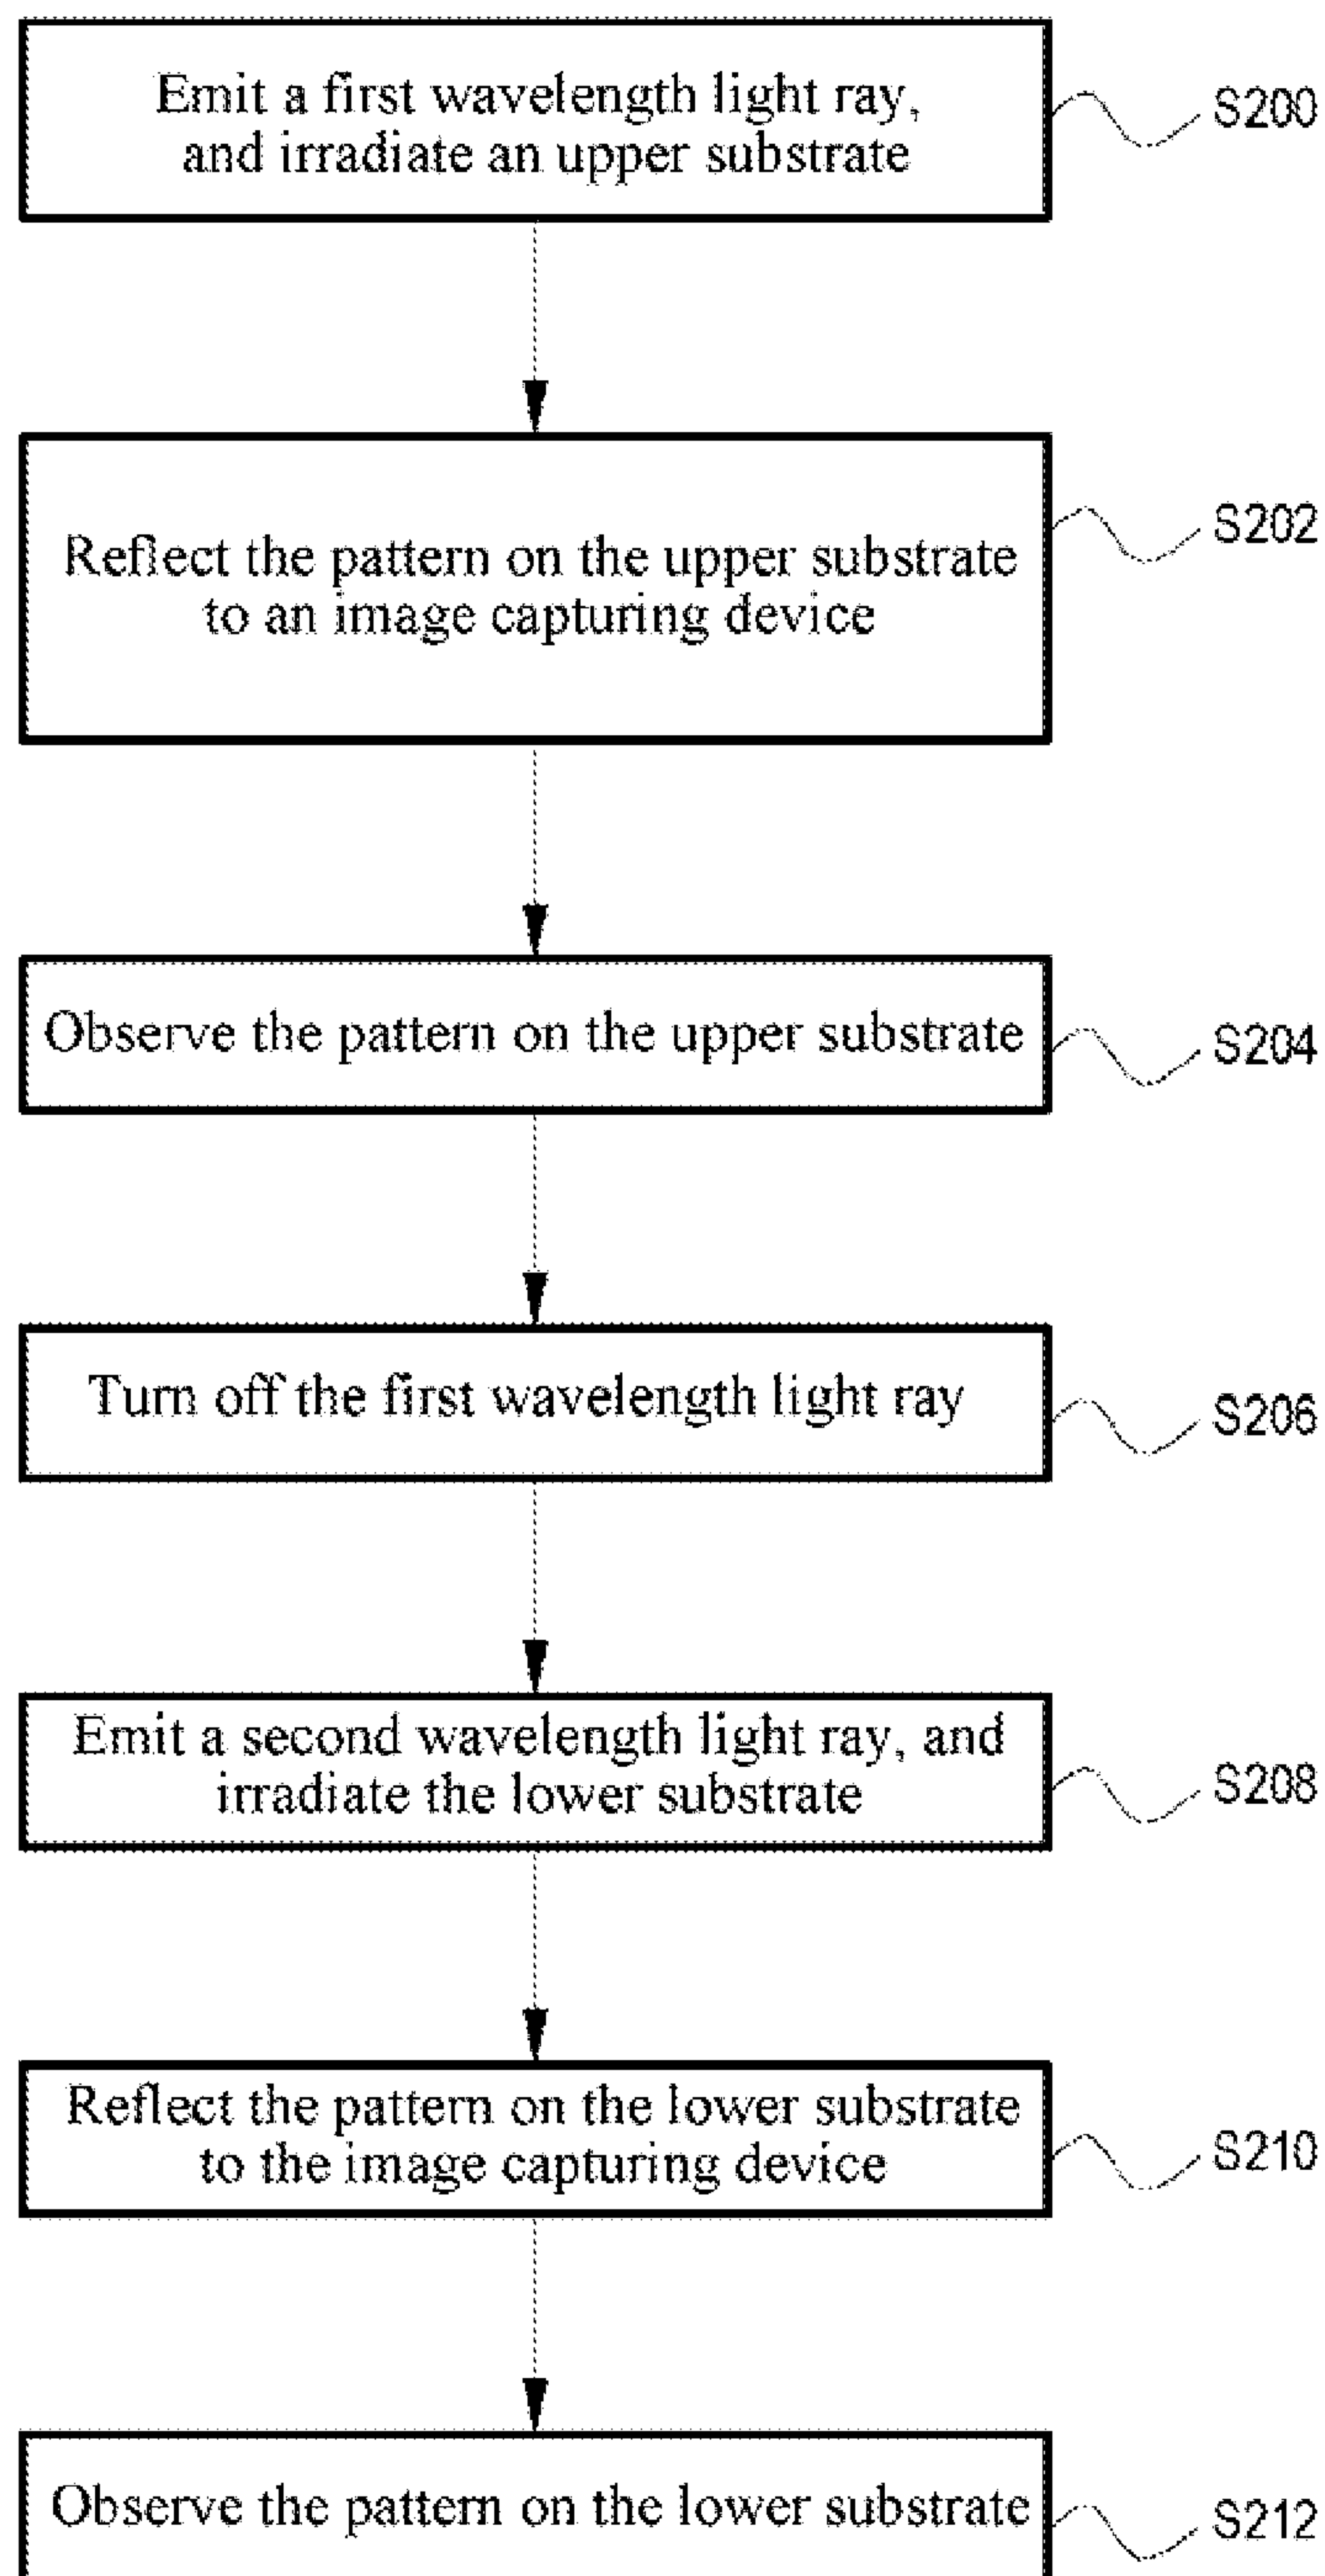 Emit a first wavelength light ray,
and irradiate an upper substrate
S200
Reflect the pattern on the upper substrate
to an image capturing device
S202
Observe the pattern on the upper substrate
S204
Turn off the first wavelength light ray
S206
Emit a second wavelength light ray, and
irradiate the lower substrate
S208
Reflect the pattern on the lower substrate
to the image capturing device
S210
Observe the pattern on the lower substrate
S212